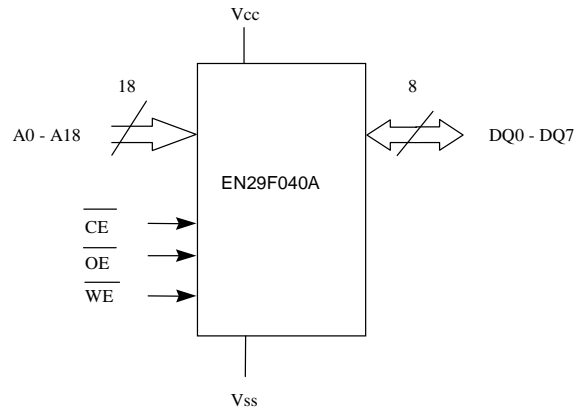 Vcc
18
8
A0 - A18
DQ0 - DQ7
EN29F040A
CE
OE
WE
Vss